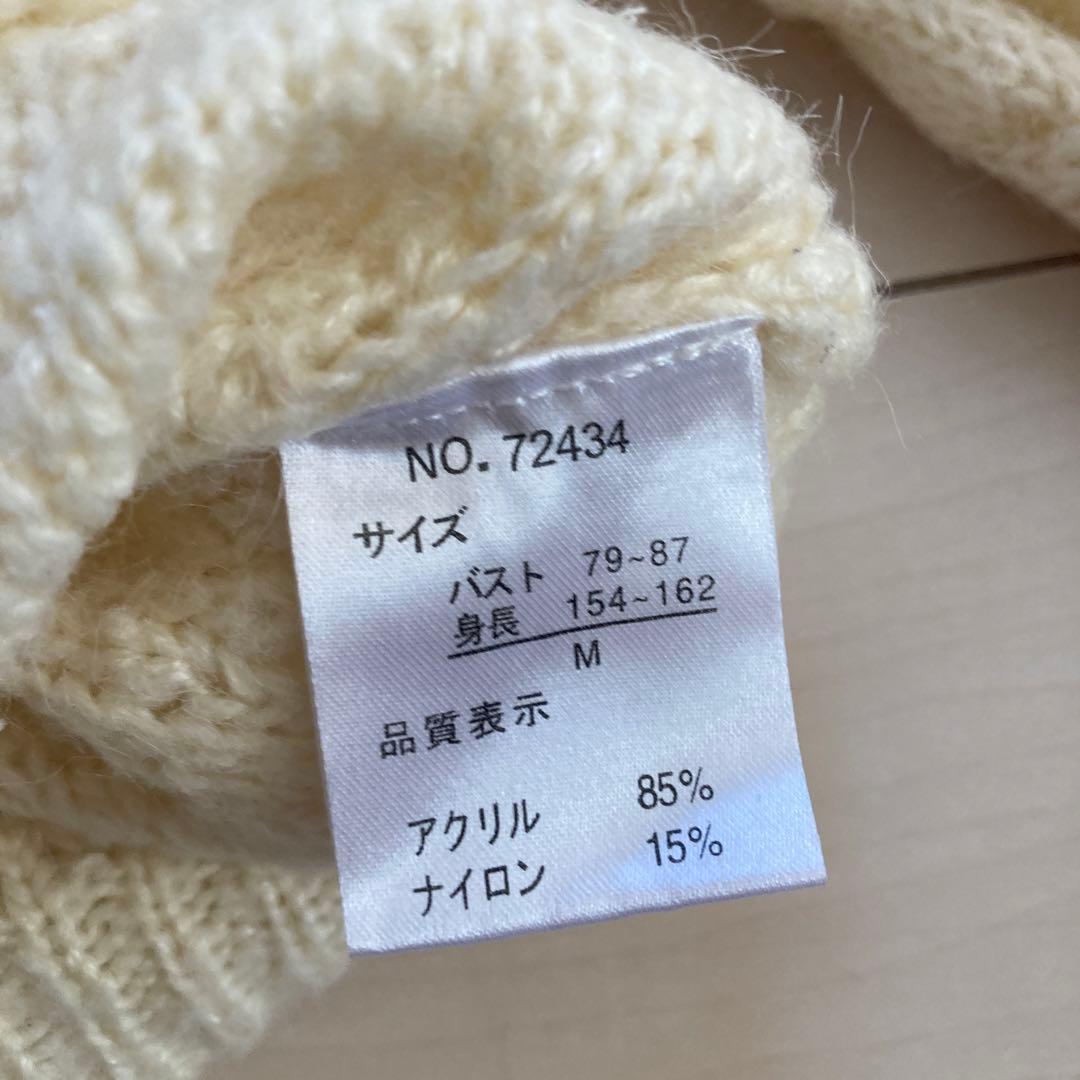 NO. 72434
サイズ
バスト 79~87
身長 154~162
M
品質表示
アクリル 85%
ナイロン 15%